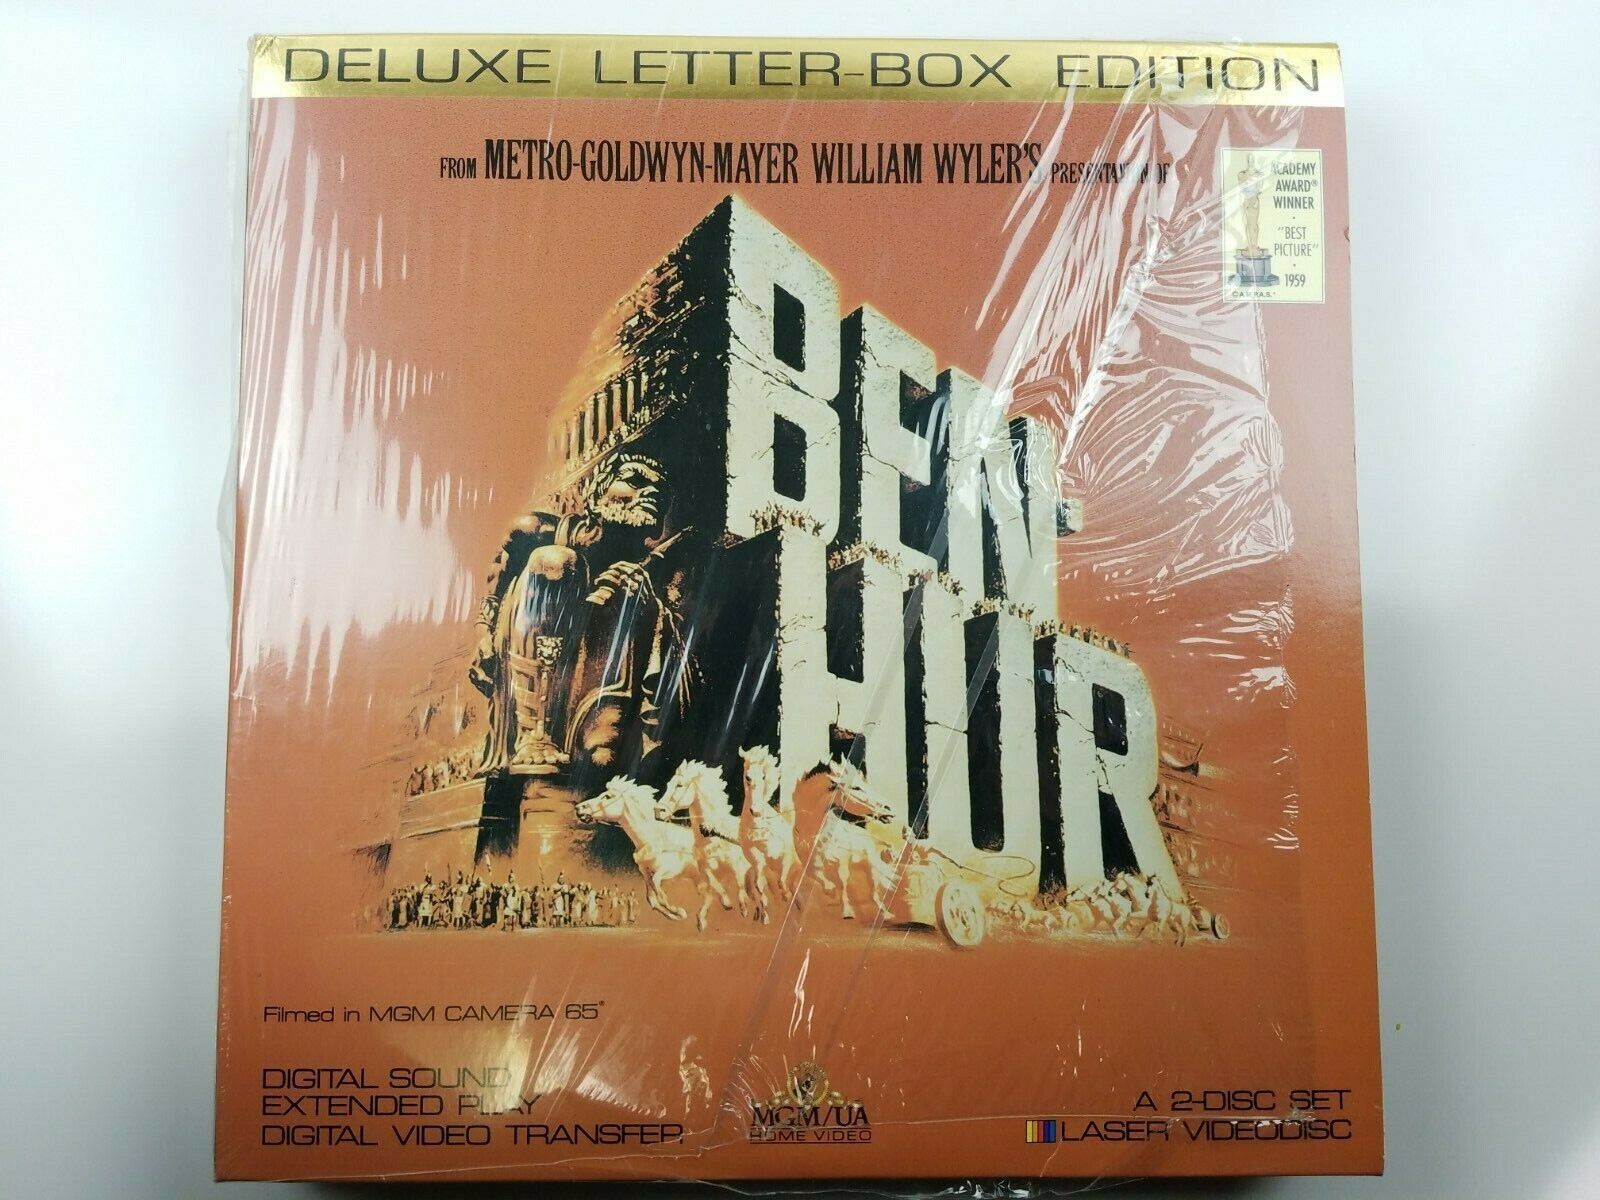 DELUXE LETTER-BOX EDITION
FROM METRO-GOLDWYN-MAYER WILLIAM WYLER'S PRESENTATION OF
ACADEMY
AWARD®
WINNER
·
"BEST
PICTURE"
·
1959
©A.M.P.A.S.®
BEN-
HUR
Filmed in MGM CAMERA 65®
DIGITAL SOUND
EXTENDED PLAY
DIGITAL VIDEO TRANSFER
MGM/UA
HOME VIDEO
A 2-DISC SET
LASER VIDEODISC